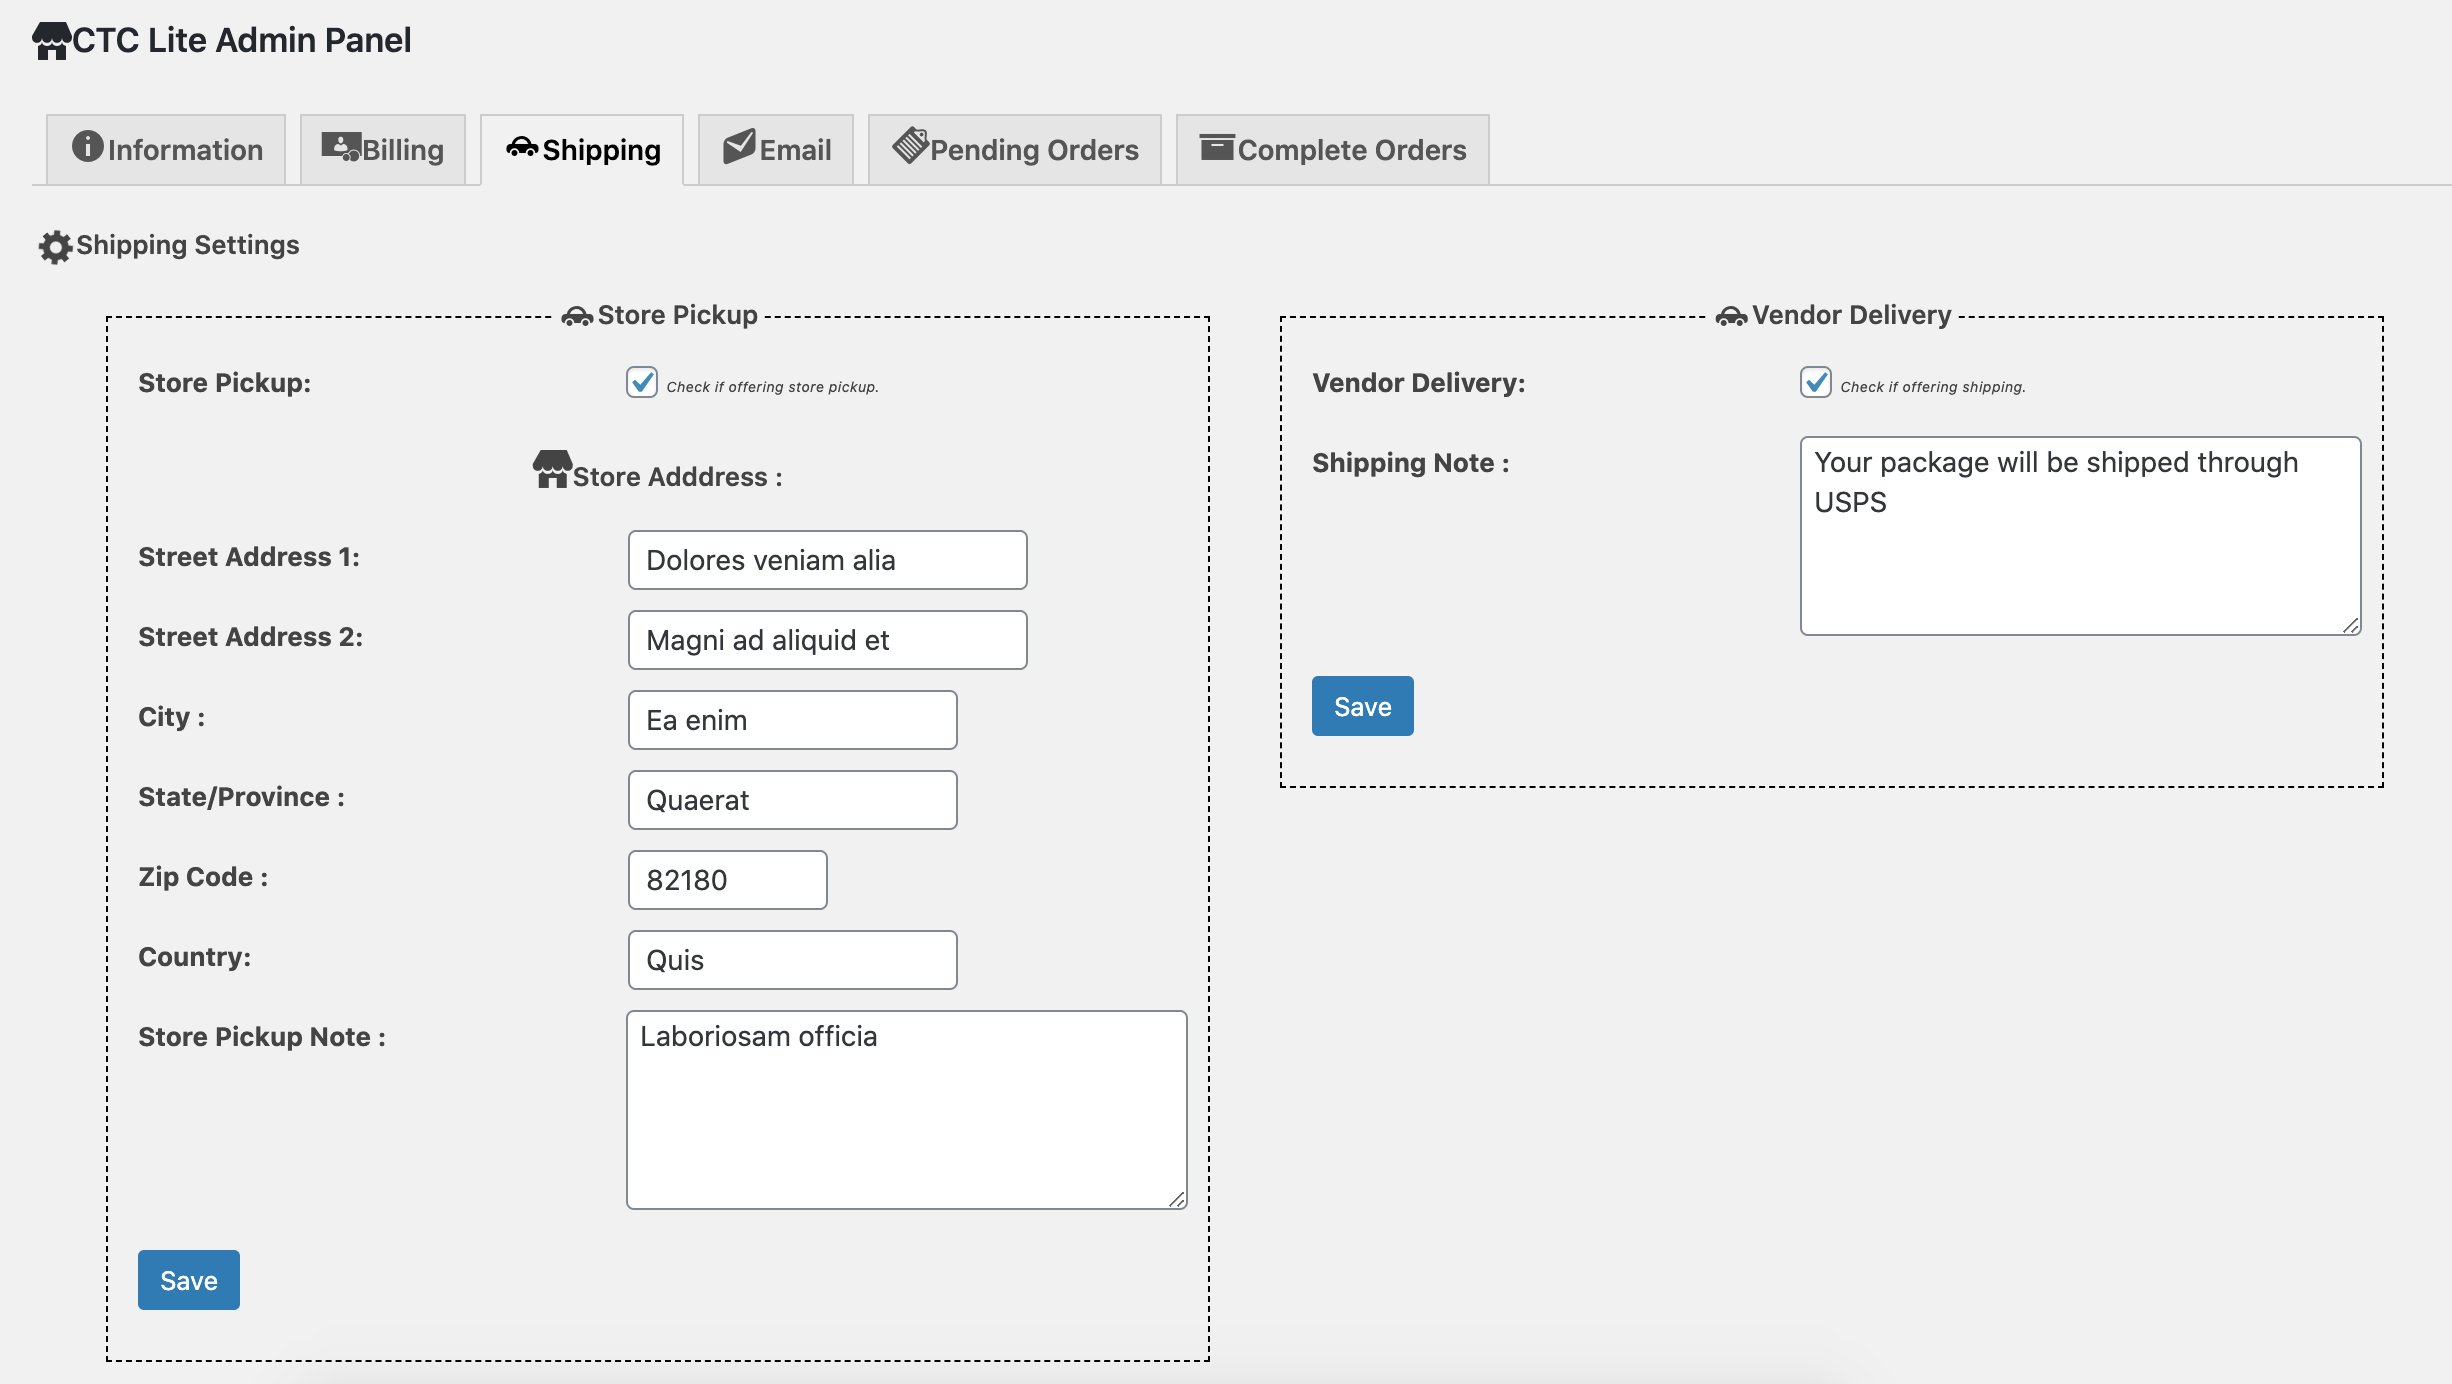 CTC Lite Admin Panel
Information
Billing
Shipping
Email
Pending Orders
Complete Orders
Shipping Settings
Store Pickup
Store Pickup:
Check if offering store pickup.
Store Adddress :
Street Address 1:
Dolores veniam alia
Street Address 2:
Magni ad aliquid et
City :
Ea enim
State/Province :
Quaerat
Zip Code :
82180
Country:
Quis
Store Pickup Note :
Laboriosam officia
Save
Vendor Delivery
Vendor Delivery:
Check if offering shipping.
Shipping Note :
Your package will be shipped through
USPS
Save